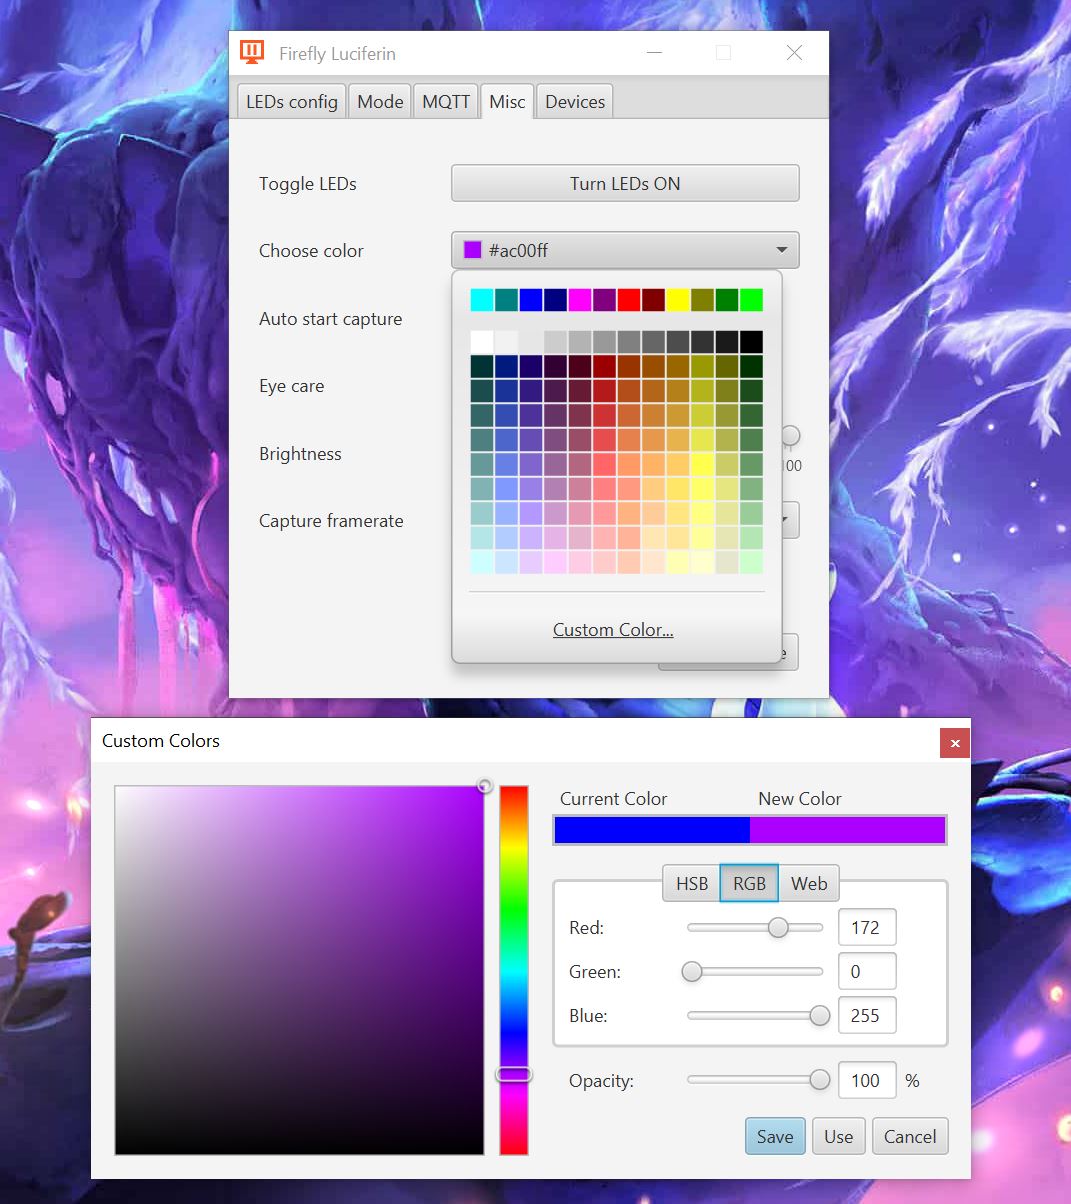 Firefly Luciferin
LEDs config Mode MQTT Misc Devices
Toggle LEDs Turn LEDs ON
Choose color #ac00ff
Auto start capture
Eye care
Brightness
Capture framerate
Custom Color...
Custom Colors
Current Color New Color
HSB RGB Web
Red: 172
Green: 0
Blue: 255
Opacity: 100 %
Save Use Cancel